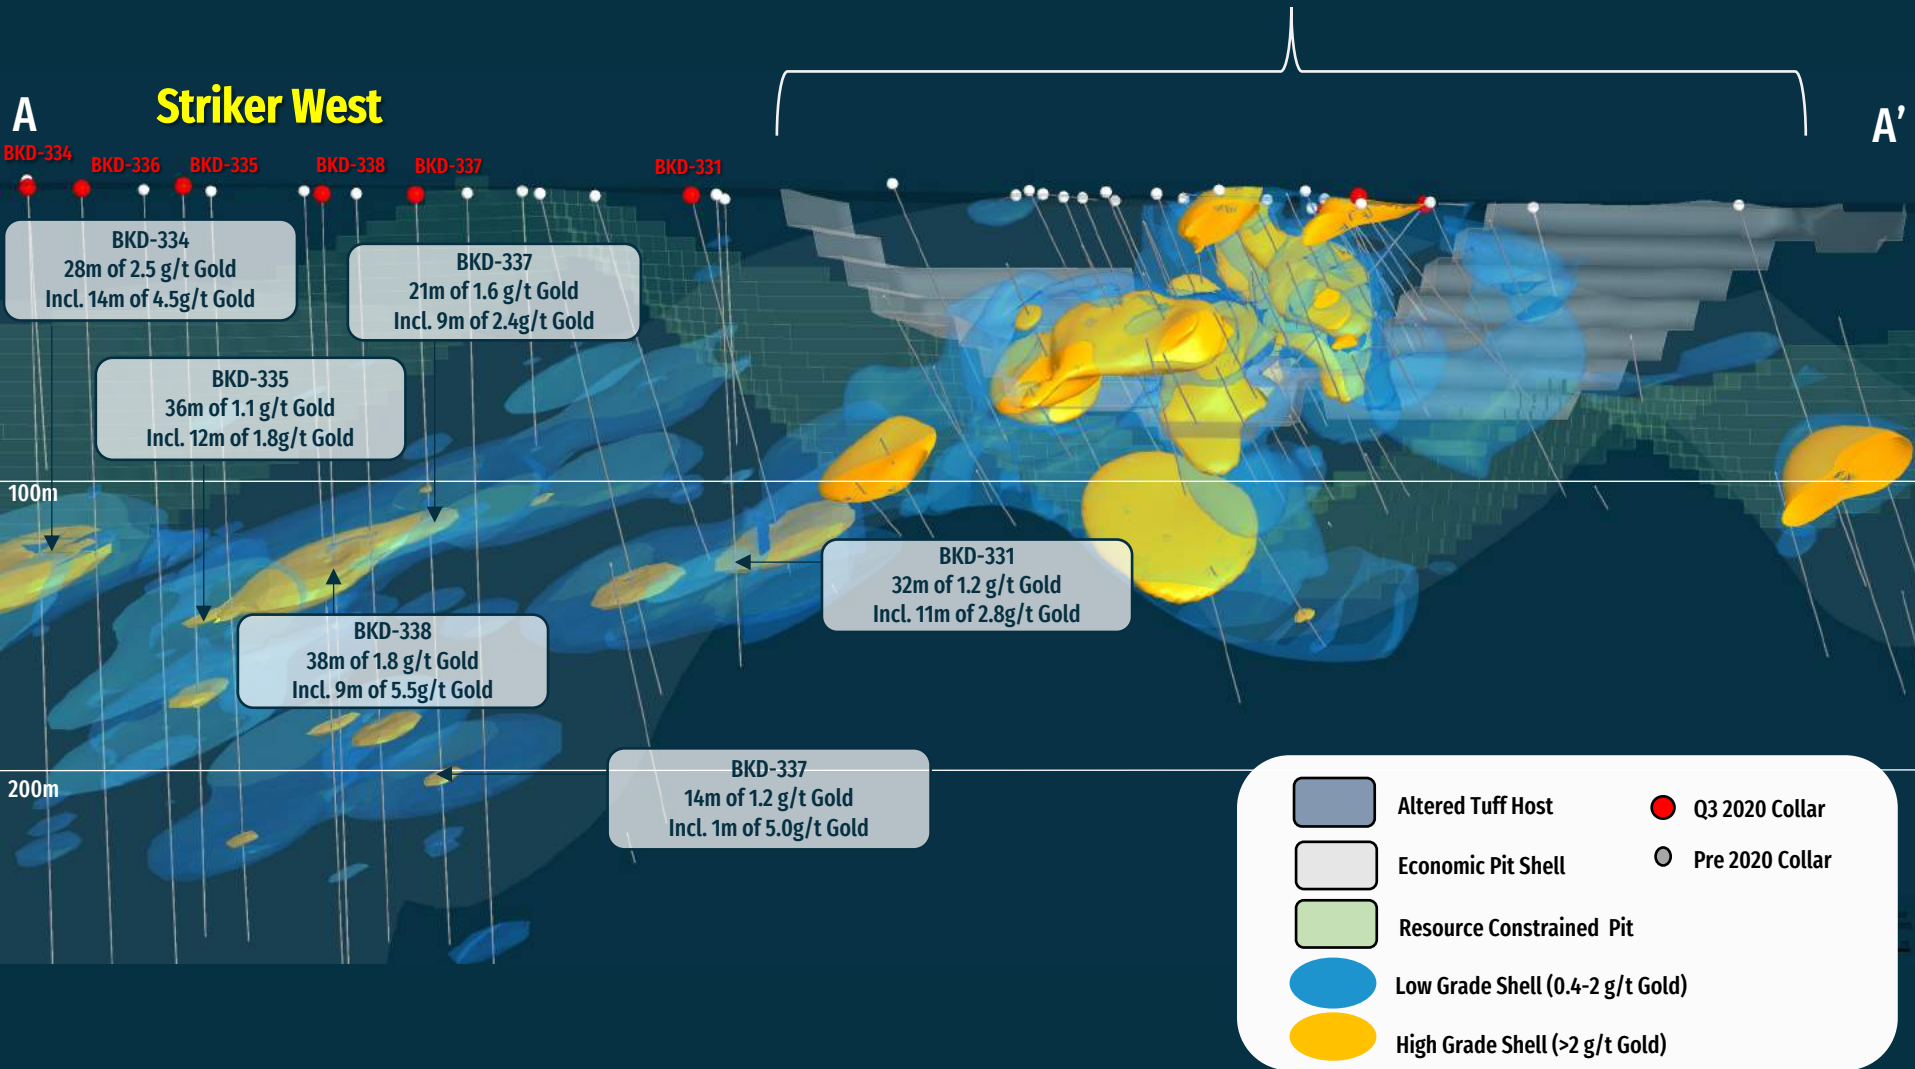 A
Striker West
A’
BKD-334
BKD-336
BKD-335
BKD-338
BKD-337
BKD-331
BKD-334
28m of 2.5 g/t Gold
Incl. 14m of 4.5g/t Gold
BKD-337
21m of 1.6 g/t Gold
Incl. 9m of 2.4g/t Gold
BKD-335
36m of 1.1 g/t Gold
Incl. 12m of 1.8g/t Gold
100m
BKD-331
32m of 1.2 g/t Gold
Incl. 11m of 2.8g/t Gold
BKD-338
38m of 1.8 g/t Gold
Incl. 9m of 5.5g/t Gold
200m
BKD-337
14m of 1.2 g/t Gold
Incl. 1m of 5.0g/t Gold
Altered Tuff Host
Economic Pit Shell
Resource Constrained Pit
Low Grade Shell (0.4-2 g/t Gold)
High Grade Shell (>2 g/t Gold)
Q3 2020 Collar
Pre 2020 Collar